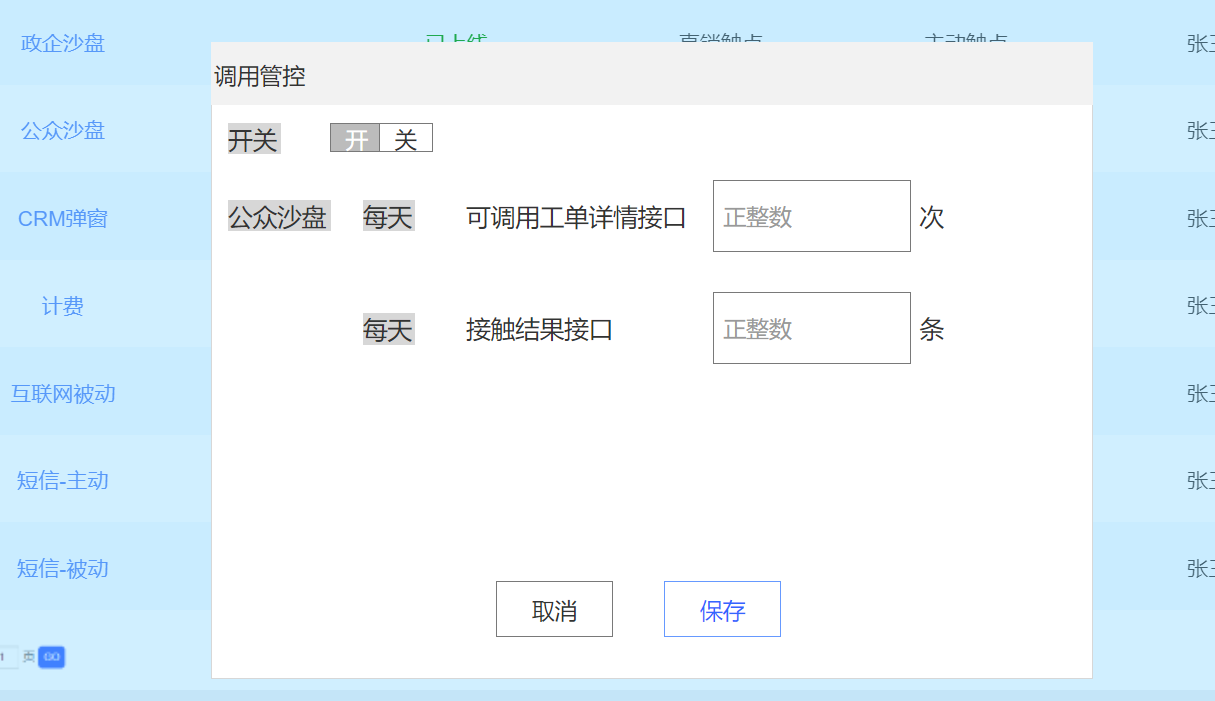 政企沙盘
调用管控
开关 开 关
公众沙盘
公众沙盘 每天 可调用工单详情接口 正整数 次
CRM弹窗
计费
每天 接触结果接口 正整数 条
互联网被动
短信-主动
短信-被动
取消 保存
1 页 GO
张
张
张
张
张
张
张